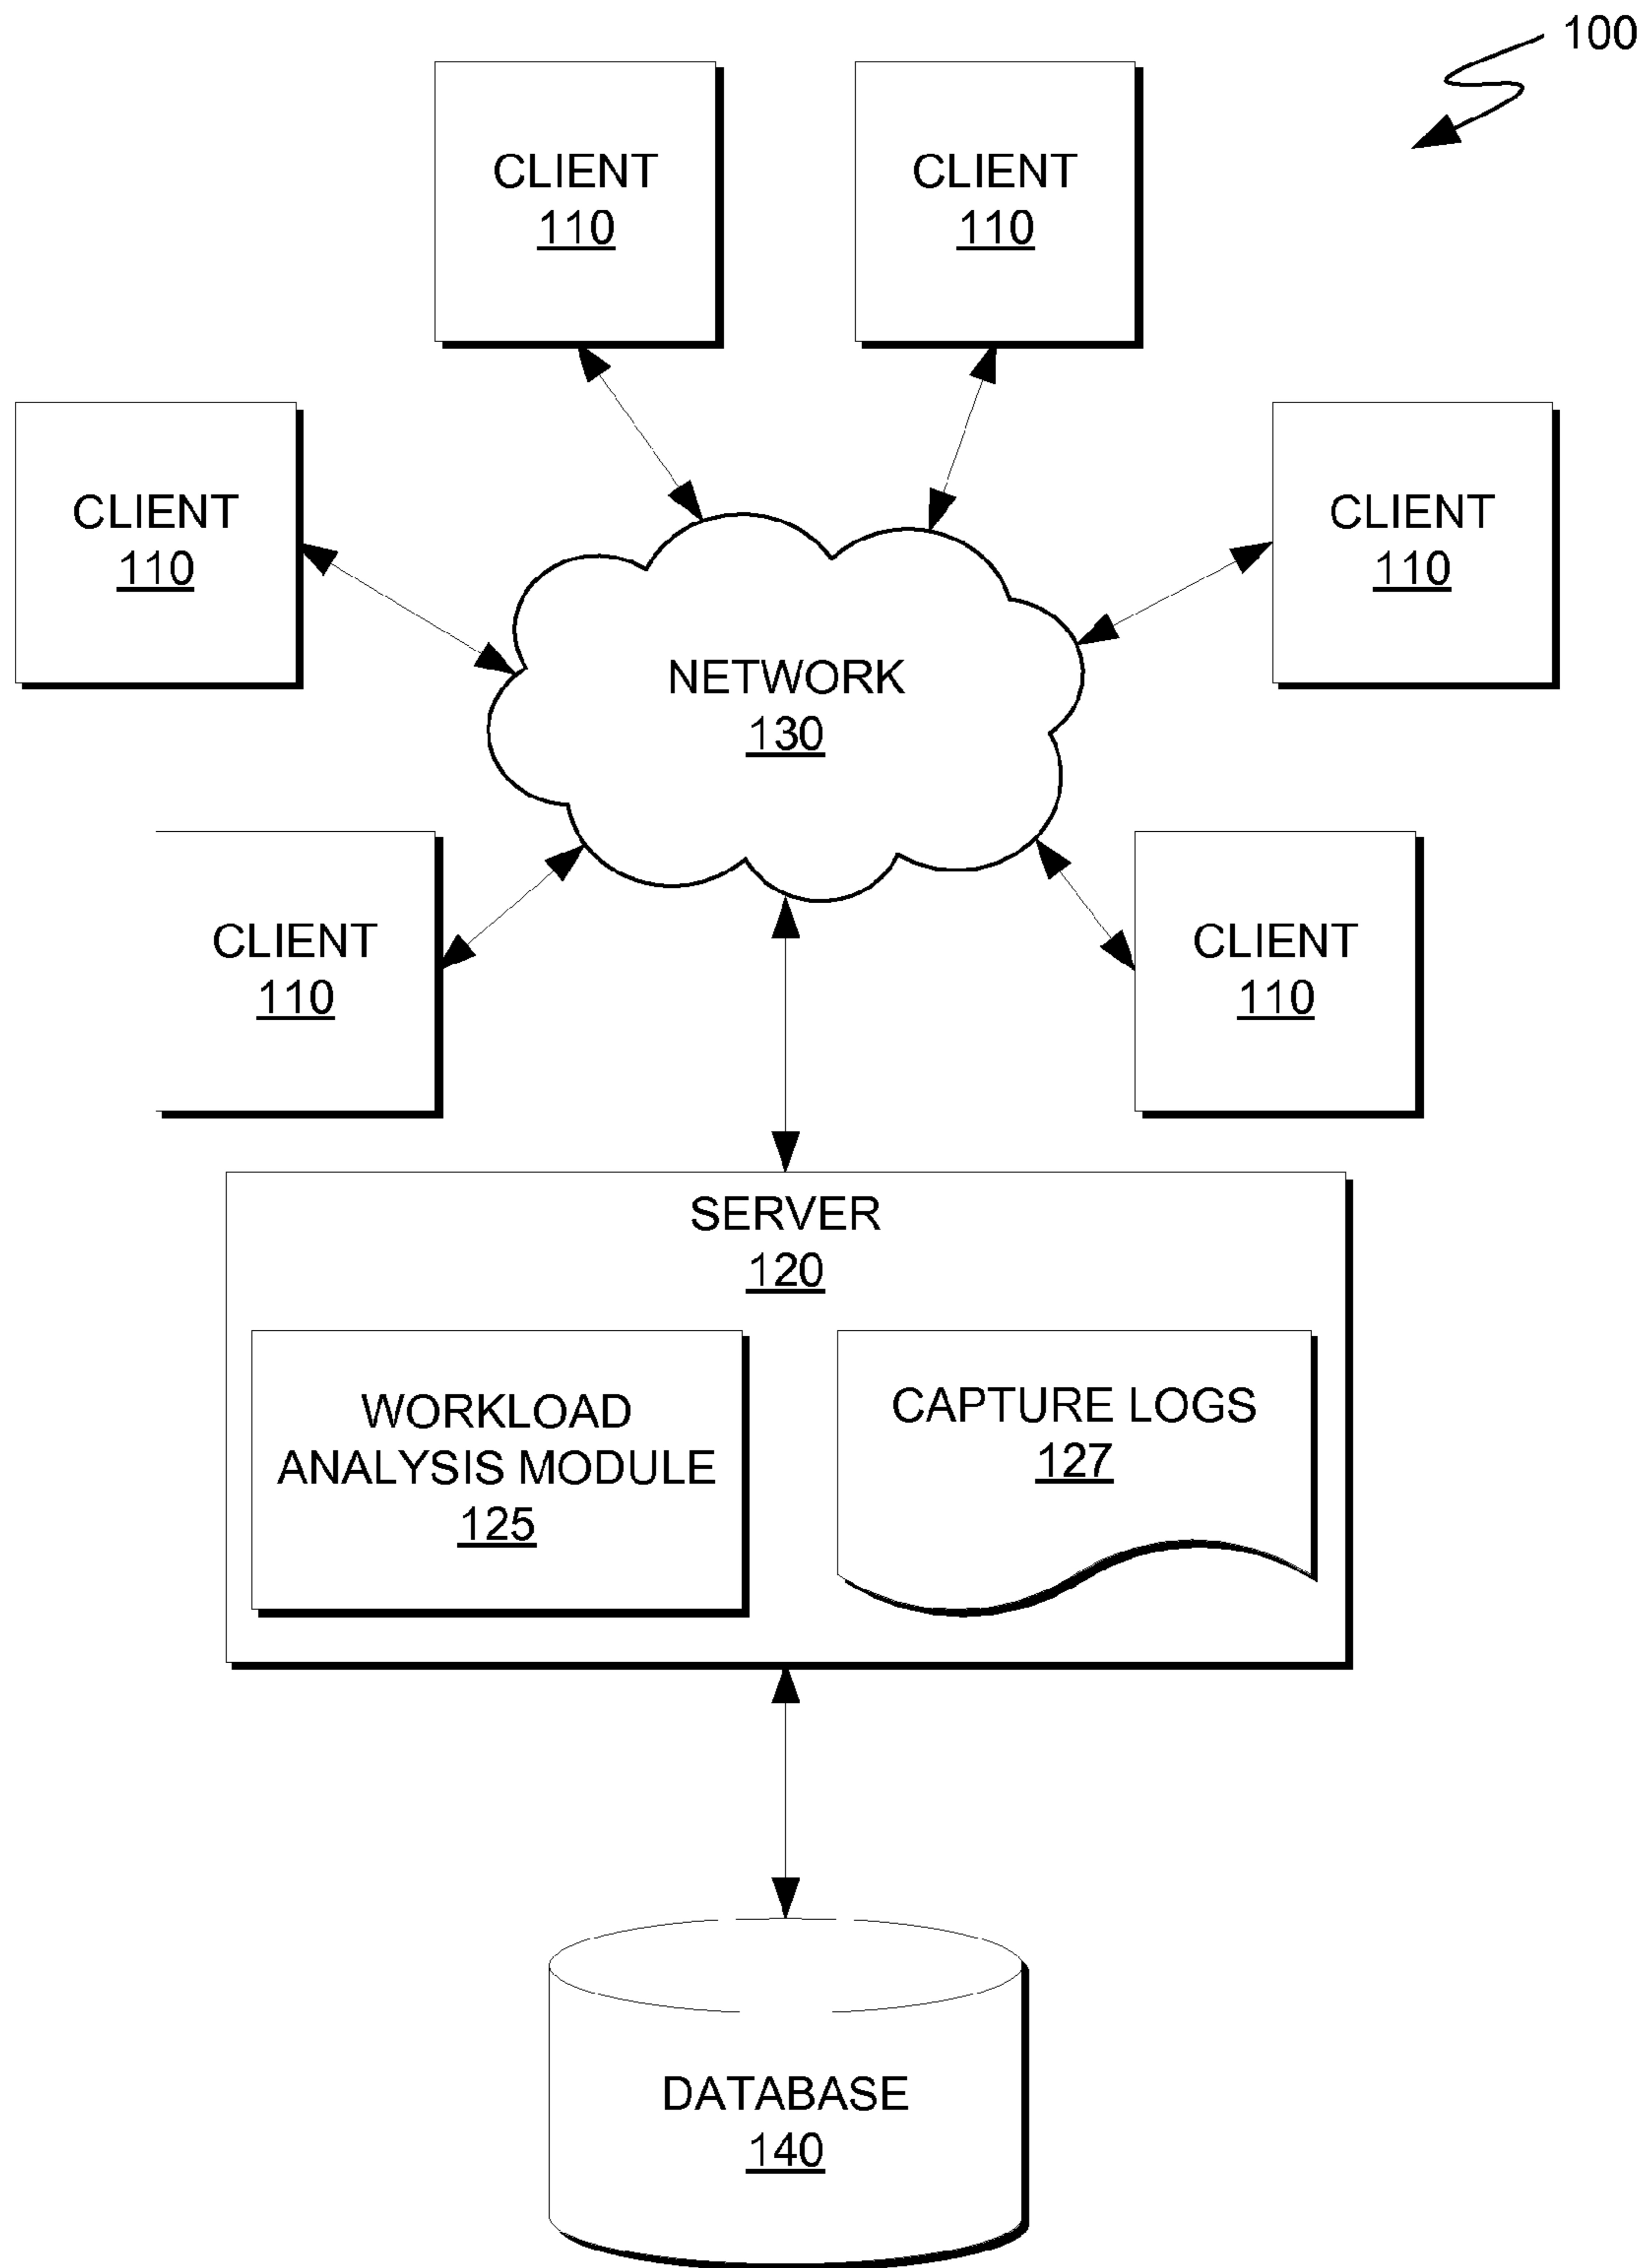 100
CLIENT
110
CLIENT
110
CLIENT
110
CLIENT
110
NETWORK
130
CLIENT
110
CLIENT
110
SERVER
120
WORKLOAD
ANALYSIS MODULE
125
CAPTURE LOGS
127
DATABASE
140